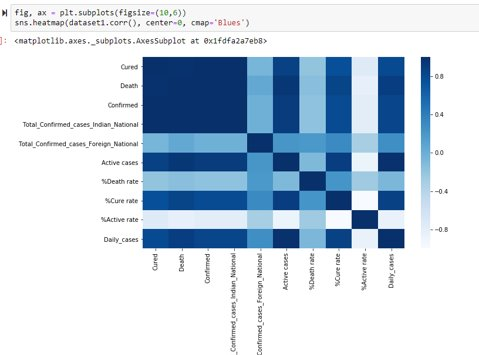 fig, ax = plt.subplots(figsize=(10,6))
sns.heatmap(dataset1.corr(), center=0, cmap='Blues')
]: <matplotlib.axes._subplots.AxesSubplot at 0x1fdfa2a7eb8>
Cured
Death
Confirmed
Total_Confirmed_cases_Indian_National
Total_Confirmed_cases_Foreign_National
Active cases
%Death rate
%Cure rate
%Active rate
Daily_cases
0.8
0.4
0.0
−0.4
−0.8
Cured
Death
Confirmed
_Confirmed_cases_Indian_National
Confirmed_cases_Foreign_National
Active cases
%Death rate
%Cure rate
%Active rate
Daily_cases